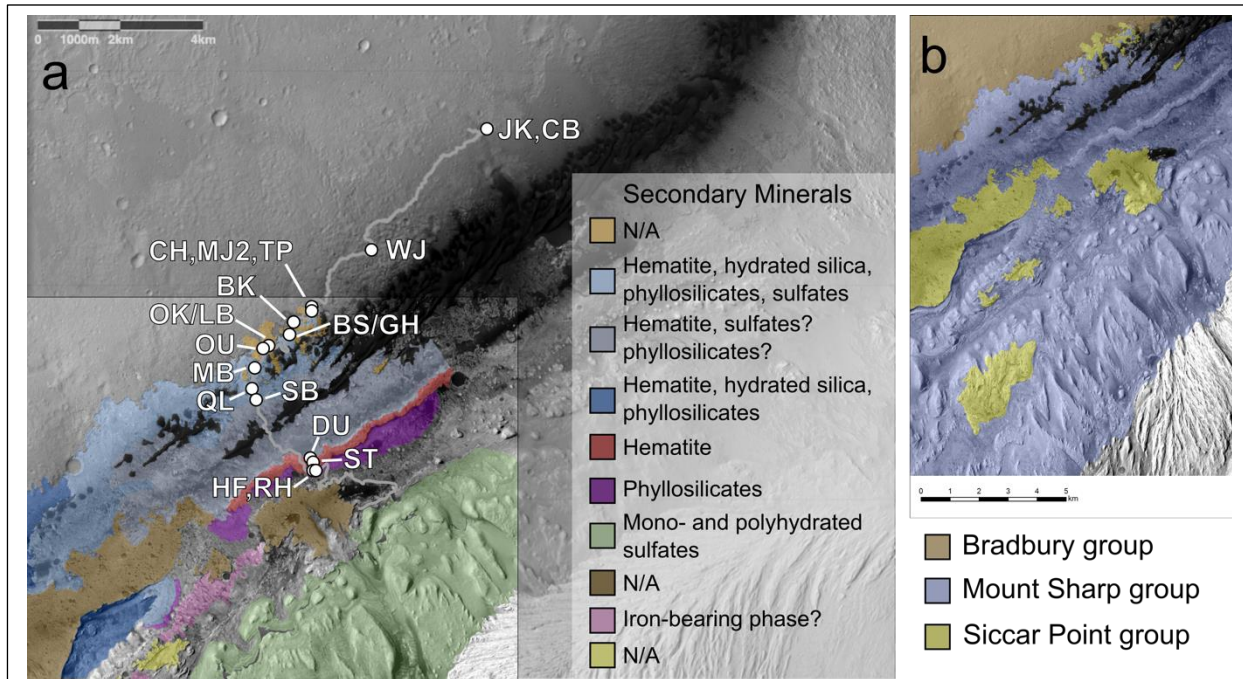 a
0 1000m 2km 4km
JK,CB
WJ
CH,MJ2,TP
BK
OK/LB
BS/GH
OU
MB
QL
SB
DU
ST
HF,RH
Secondary Minerals
N/A
Hematite, hydrated silica,
phyllosilicates, sulfates
Hematite, sulfates?
phyllosilicates?
Hematite, hydrated silica,
phyllosilicates
Hematite
Phyllosilicates
Mono- and polyhydrated
sulfates
N/A
Iron-bearing phase?
N/A
b
0 1 2 3 4 5
km
Bradbury group
Mount Sharp group
Siccar Point group